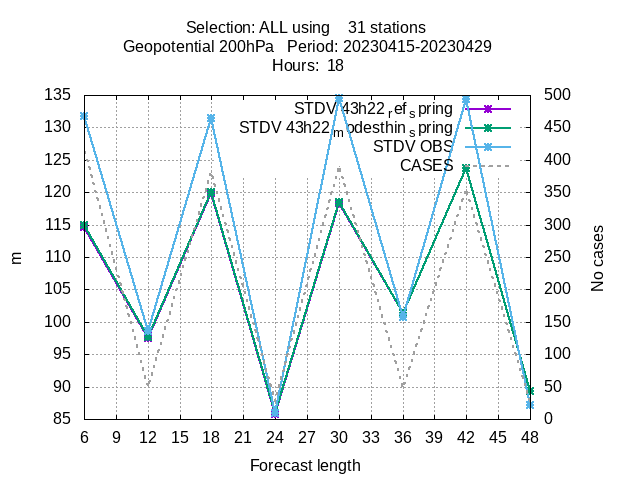 Selection: ALL using 31 stations
Geopotential 200hPa Period: 20230415-20230429
Hours: 18
STDV 43h22_ref_spring
STDV 43h22_modesthin_spring
STDV OBS
CASES
135
130
125
120
115
110
105
100
95
90
85
500
450
400
350
300
250
200
150
100
50
0
m
No cases
6 9 12 15 18 21 24 27 30 33 36 39 42 45 48
Forecast length